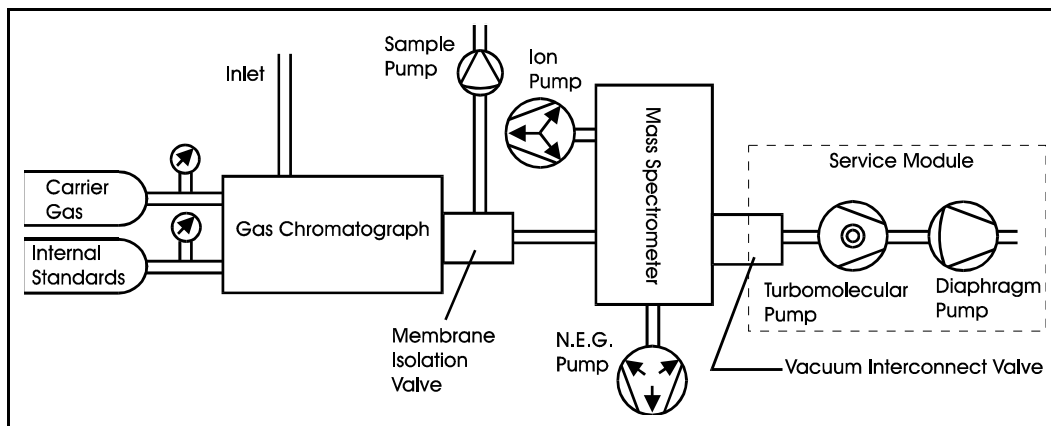 Sample
Pump
Ion
Pump
Inlet
Mass Spectrometer
Service Module
Carrier
Gas
Gas Chromatograph
Internal
Standards
Turbomolecular
Pump
Diaphragm
Pump
Membrane
Isolation
Valve
N.E.G.
Pump
Vacuum Interconnect Valve